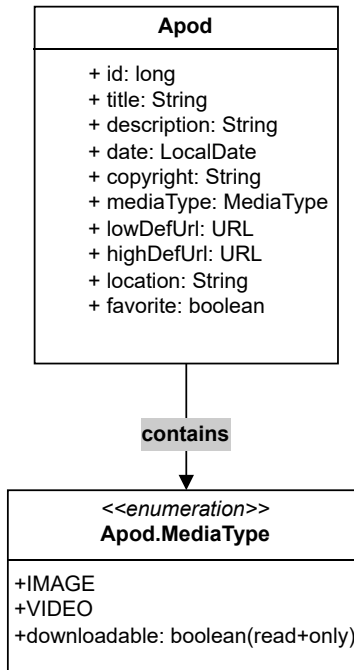 Apod
+ id: long
+ title: String
+ description: String
+ date: LocalDate
+ copyright: String
+ mediaType: MediaType
+ lowDefUrl: URL
+ highDefUrl: URL
+ location: String
+ favorite: boolean
contains
<<enumeration>>
Apod.MediaType
+IMAGE
+VIDEO
+downloadable: boolean(read+only)